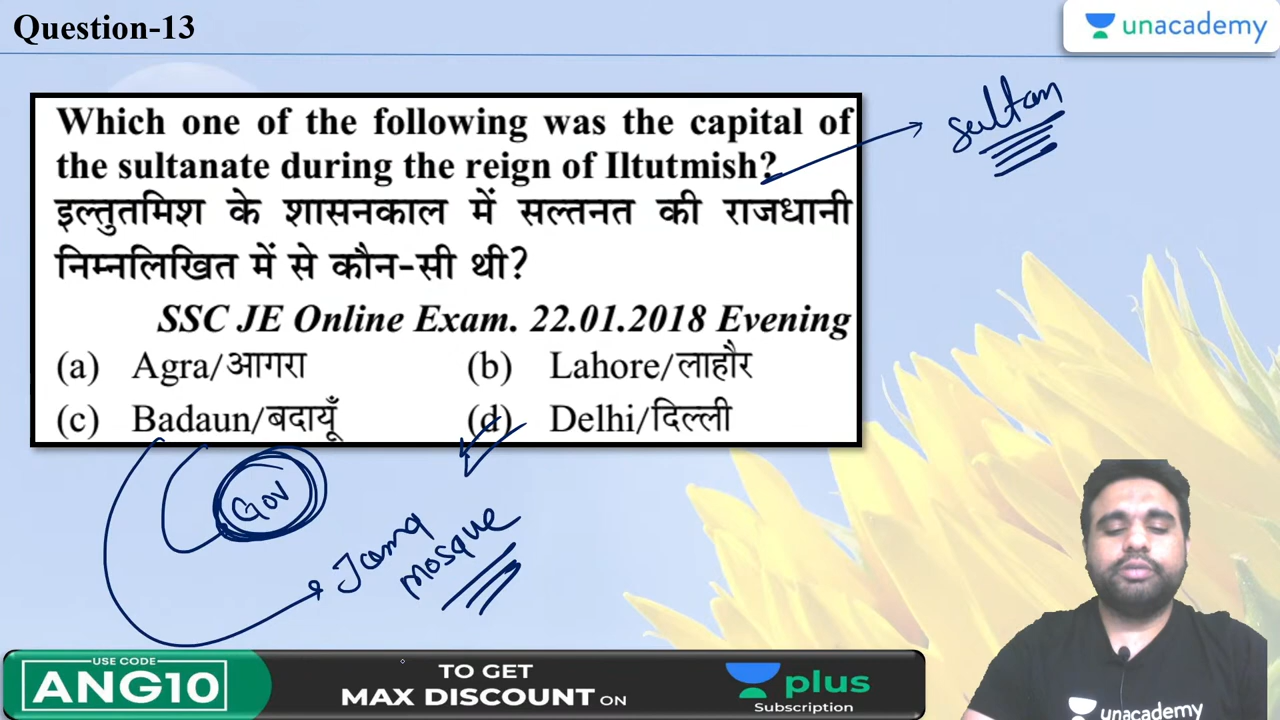 Question-13
unacademy
Which one of the following was the capital of
the sultanate during the reign of Iltutmish?
इल्तुतमिश के शासनकाल में सल्तनत की राजधानी
निम्नलिखित में से कौन-सी थी?
SSC JE Online Exam. 22.01.2018 Evening
(a) Agra/आगरा (b) Lahore/लाहौर
(c) Badaun/बदायूँ (d) Delhi/दिल्ली
sultan
Gov
Jama
mosque
USE CODE
ANG10
TO GET
MAX DISCOUNT ON
plus
Subscription
unacademy